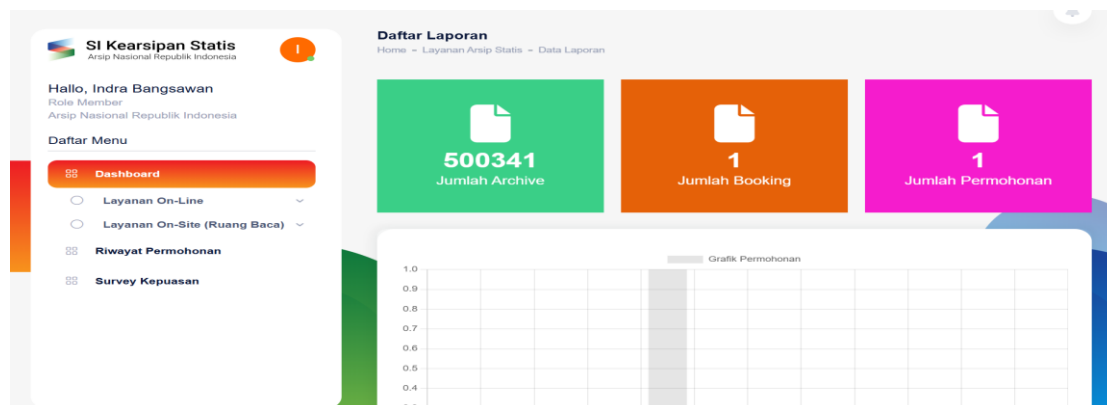 SI Kearsipan Statis
Arsip Nasional Republik Indonesia
I
Hallo, Indra Bangsawan
Role Member
Arsip Nasional Republik Indonesia
Daftar Menu
Dashboard
Layanan On-Line
Layanan On-Site (Ruang Baca)
Riwayat Permohonan
Survey Kepuasan
Daftar Laporan
Home - Layanan Arsip Statis - Data Laporan
500341
Jumlah Archive
1
Jumlah Booking
1
Jumlah Permohonan
Grafik Permohonan
1.0
0.9
0.8
0.7
0.6
0.5
0.4